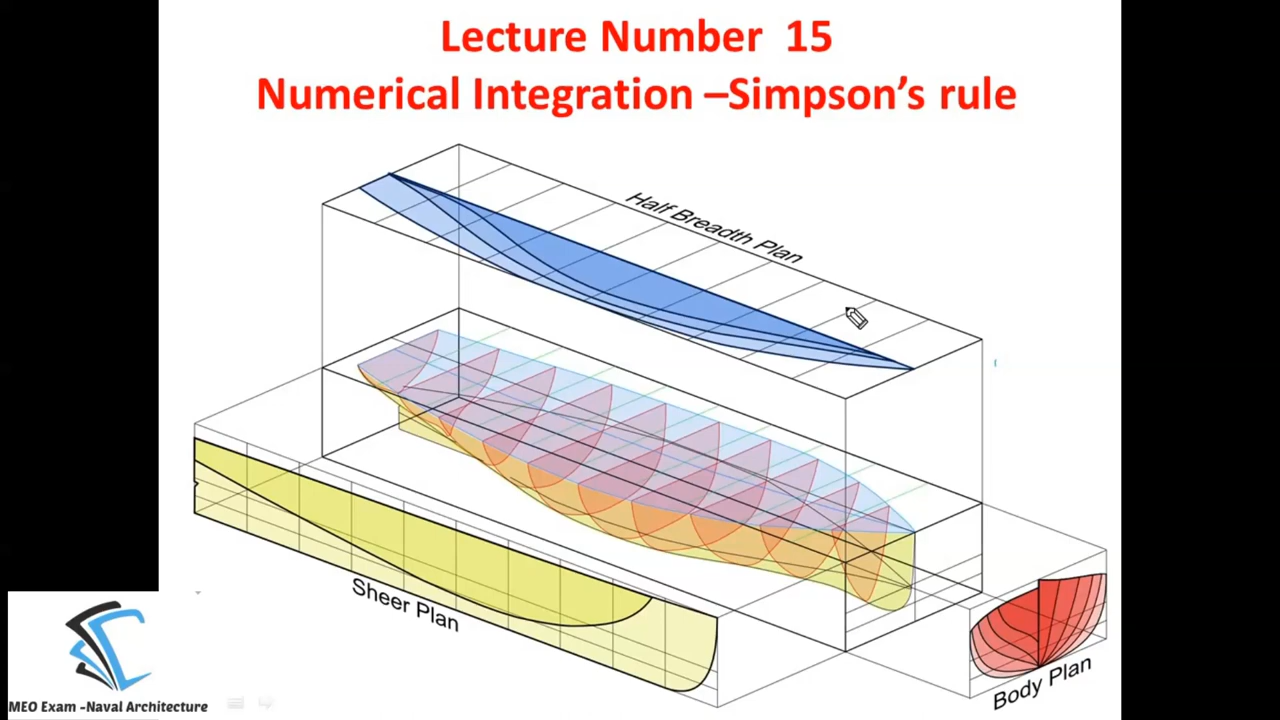 Lecture Number 15
Numerical Integration –Simpson's rule
Half Breadth Plan
Sheer Plan
Body Plan
MEO Exam -Naval Architecture